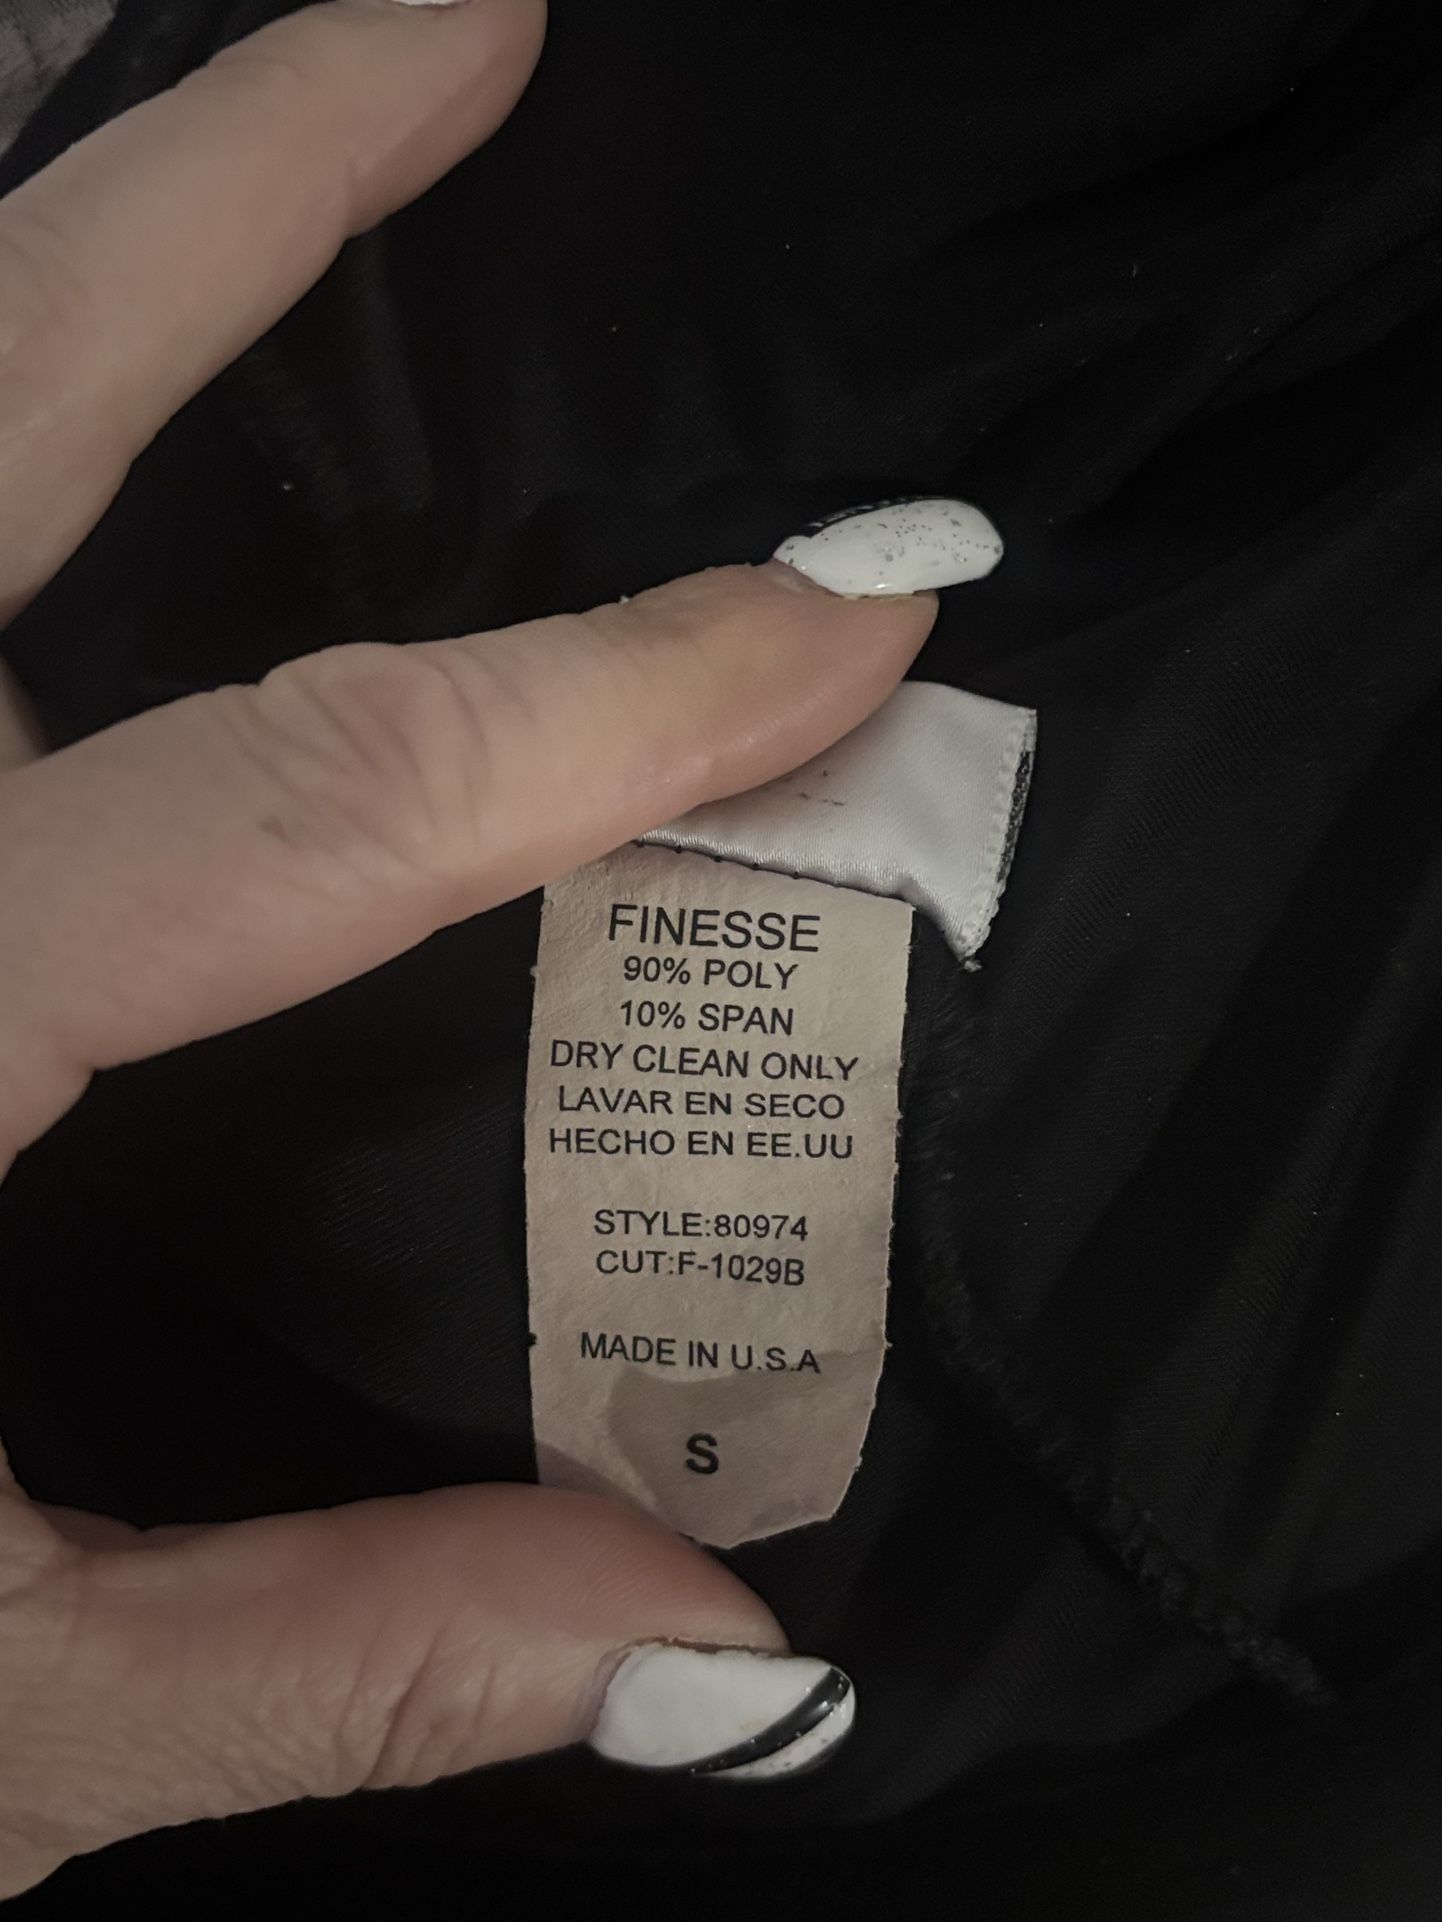 FINESSE
90% POLY
10% SPAN
DRY CLEAN ONLY
LAVAR EN SECO
HECHO EN EE.UU
STYLE:80974
CUT:F-1029B
MADE IN U.S.A
S